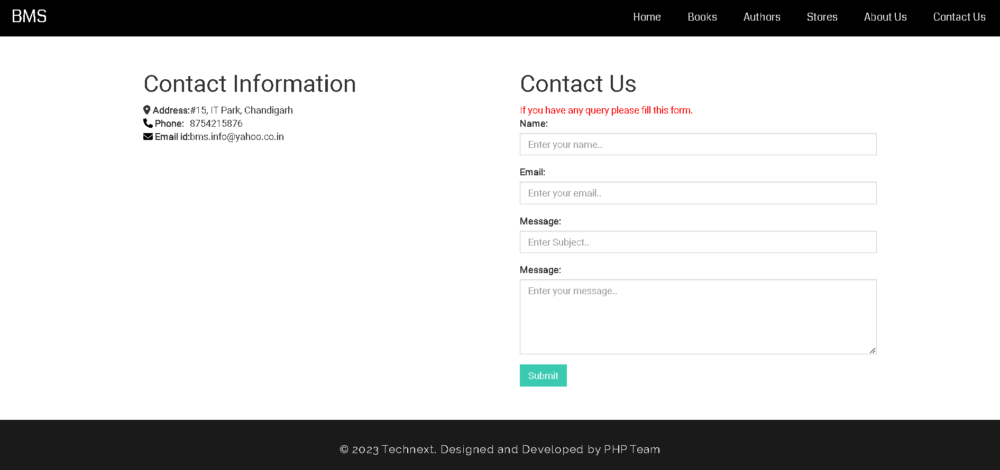 BMS
Home Books Authors Stores About Us Contact Us
Contact Information
Address:#15, IT Park, Chandigarh
Phone: 8754215876
Email id:bms.info@yahoo.co.in
Contact Us
If you have any query please fill this form.
Name:
Enter your name..
Email:
Enter your email..
Message:
Enter Subject..
Message:
Enter your message..
Submit
© 2023 Technext. Designed and Developed by PHP Team